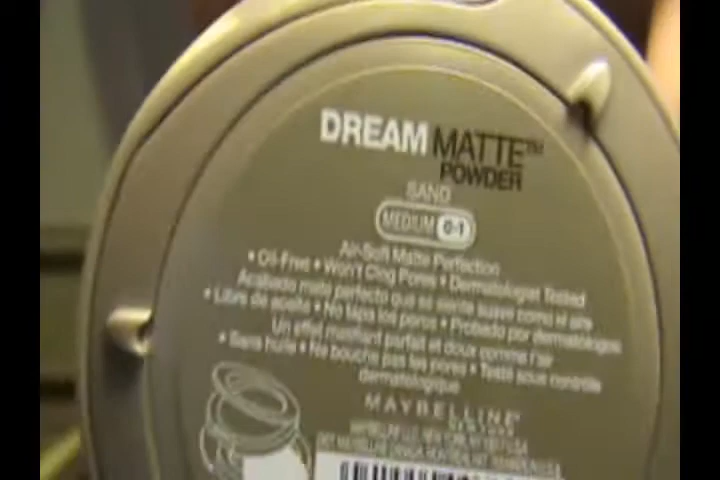 DREAM MATTE™
POWDER
SAND
MEDIUM 0-1
Air-Soft Matte Perfection
• Oil-Free • Won't Clog Pores • Dermatologist Tested
Acabado mate perfecto que se siente suave como el aire
• Libre de aceite • No tapa los poros • Probado por dermatólogos
Un effet matifiant parfait et doux comme l'air
• Sans huile • Ne bouche pas les pores • Testé sous contrôle
dermatologique
MAYBELLINE